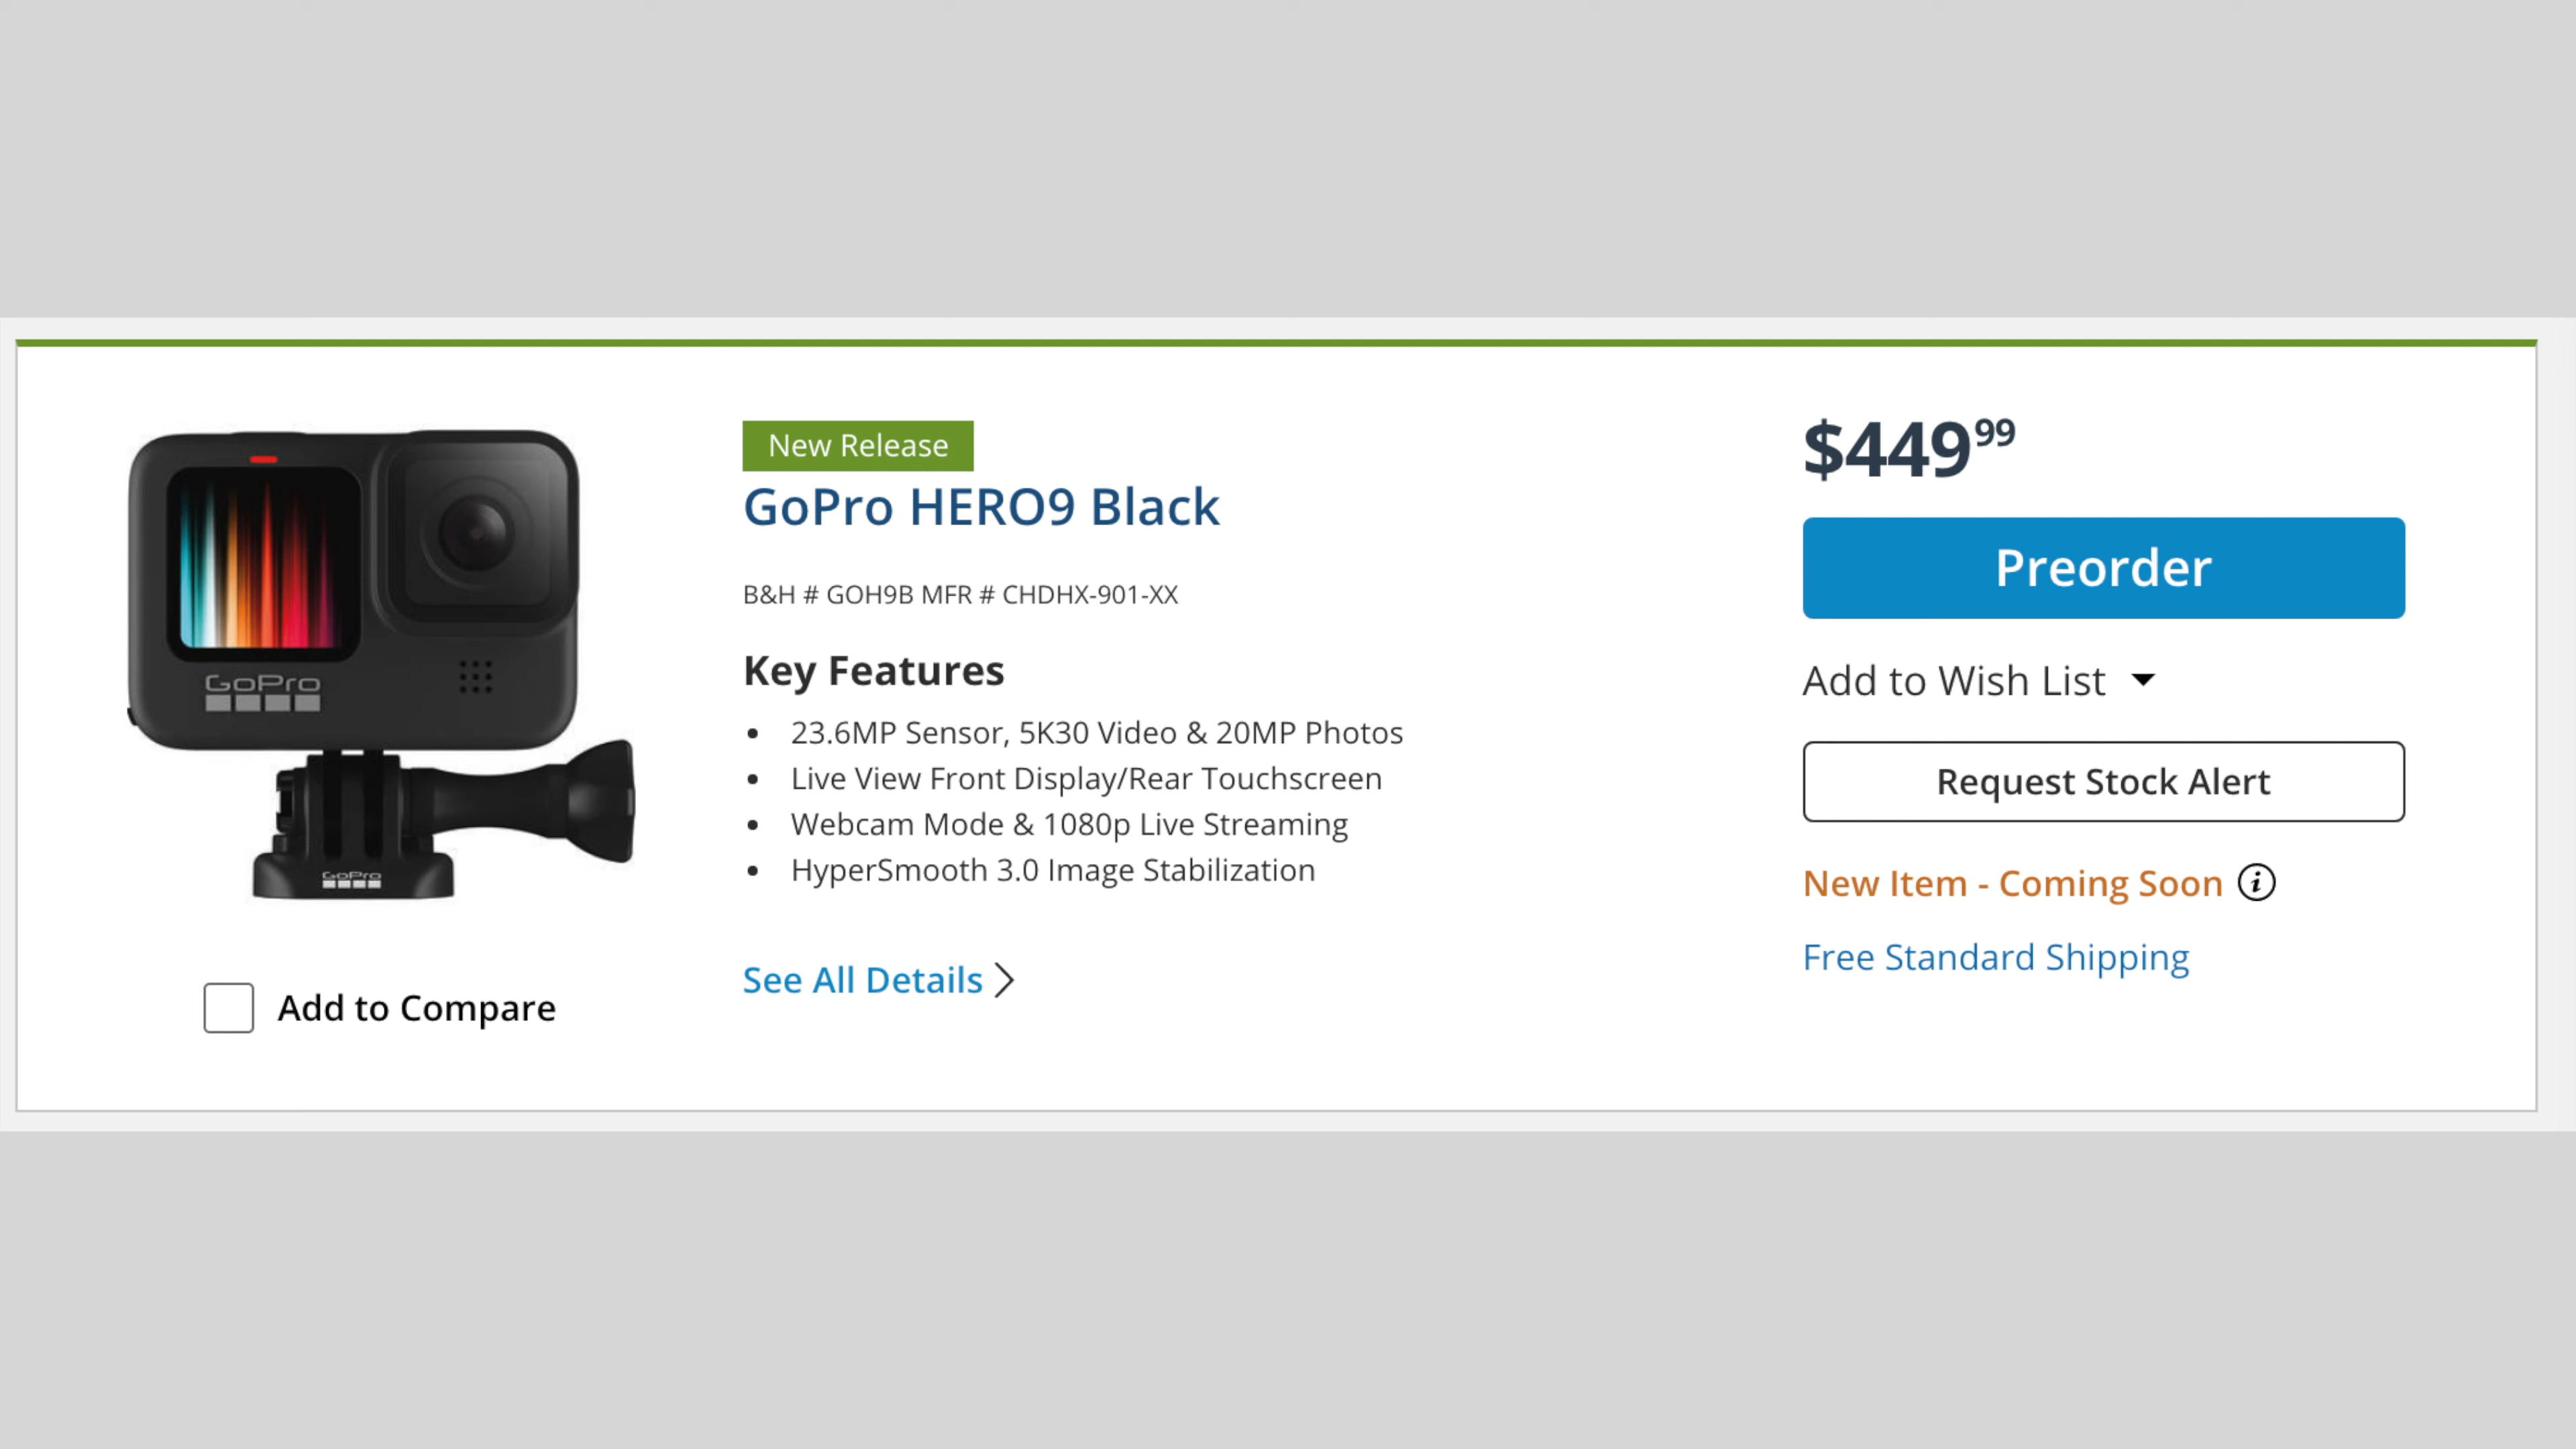 GoPro
GoPro
Add to Compare
New Release
GoPro HERO9 Black
B&H # GOH9B MFR # CHDHX-901-XX
Key Features
• 23.6MP Sensor, 5K30 Video & 20MP Photos
• Live View Front Display/Rear Touchscreen
• Webcam Mode & 1080p Live Streaming
• HyperSmooth 3.0 Image Stabilization
See All Details
$449 99
Preorder
Add to Wish List
Request Stock Alert
New Item - Coming Soon
Free Standard Shipping